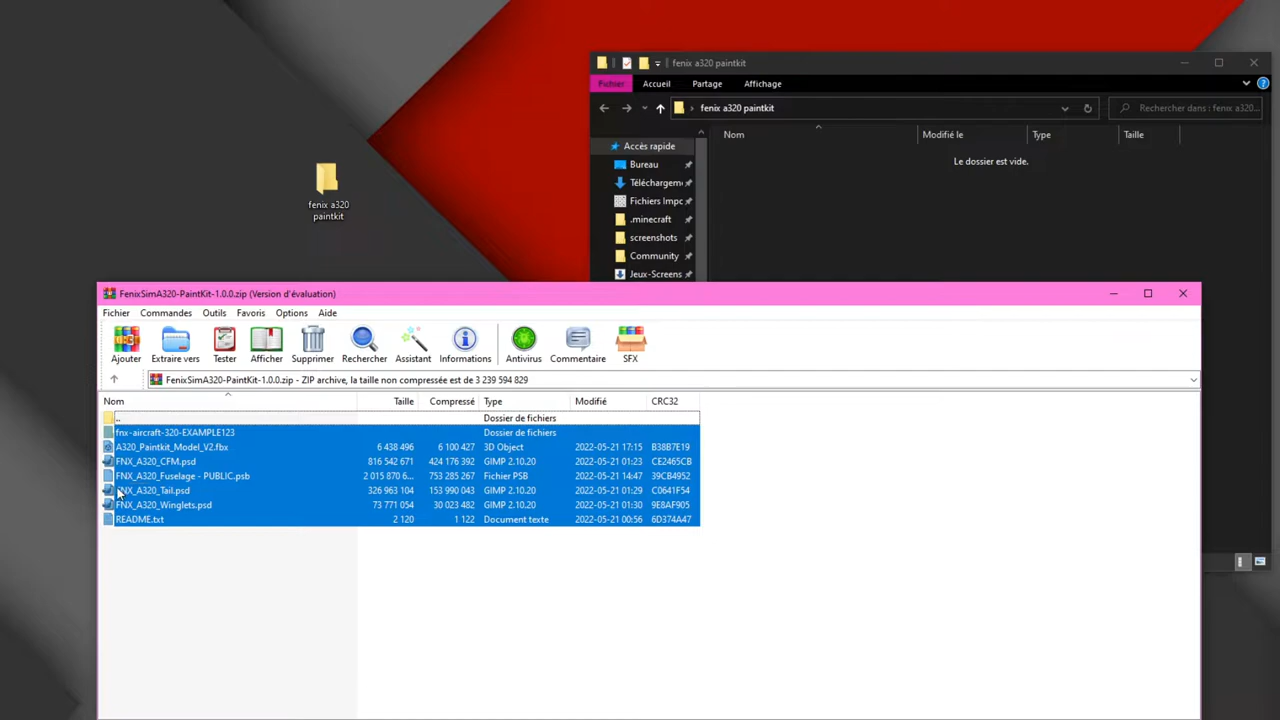 fenix a320 paintkit
Fichier Accueil Partage Affichage
fenix a320 paintkit
Rechercher dans : fenix a320...
Nom Modifié le Type Taille
Accès rapide
Le dossier est vide.
Bureau
Téléchargem
Fichiers Impc
.minecraft
screenshots
Community
Jeux-Screens
fenix a320
paintkit
FenixSimA320-PaintKit-1.0.0.zip (Version d'évaluation)
Fichier Commandes Outils Favoris Options Aide
Ajouter Extraire vers Tester Afficher Supprimer Rechercher Assistant Informations Antivirus Commentaire SFX
FenixSimA320-PaintKit-1.0.0.zip - ZIP archive, la taille non compressée est de 3 239 594 829
Nom Taille Compressé Type Modifié CRC32
.. Dossier de fichiers
fnx-aircraft-320-EXAMPLE123 Dossier de fichiers
A320_Paintkit_Model_V2.fbx 6 438 496 6 100 427 3D Object 2022-05-21 17:15 B38B7E19
FNX_A320_CFM.psd 816 542 671 424 176 392 GIMP 2.10.20 2022-05-21 01:23 CE2465CB
FNX_A320_Fuselage - PUBLIC.psb 2 015 870 6... 753 285 267 Fichier PSB 2022-05-21 14:47 39CB4952
FNX_A320_Tail.psd 326 963 104 153 990 043 GIMP 2.10.20 2022-05-21 01:29 C0641F54
FNX_A320_Winglets.psd 73 771 054 30 023 482 GIMP 2.10.20 2022-05-21 01:30 9E8AF905
README.txt 2 120 1 122 Document texte 2022-05-21 00:56 6D374A47